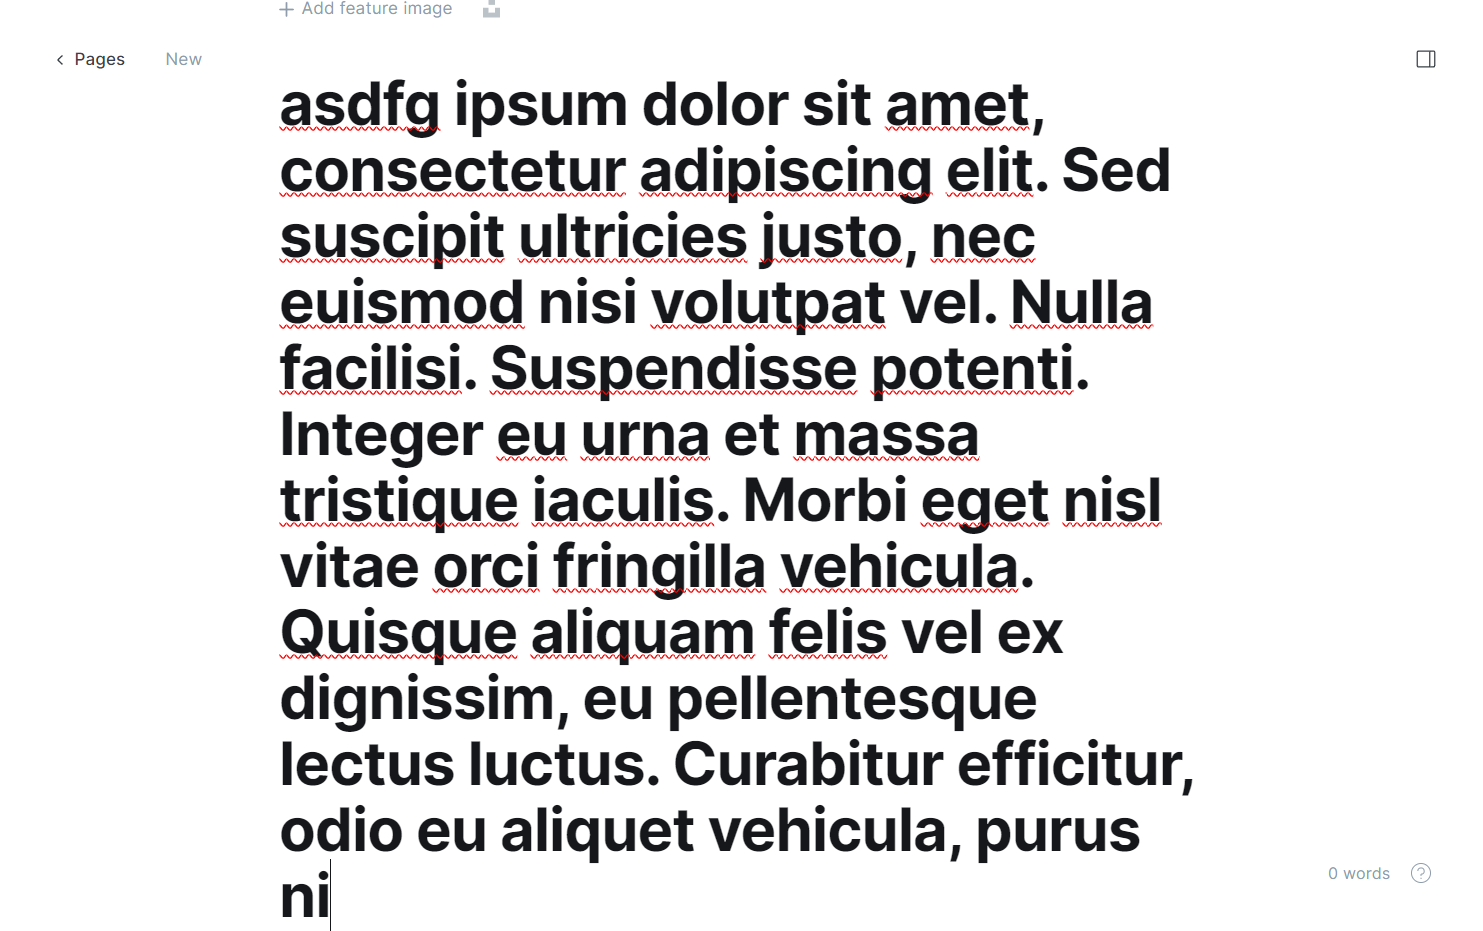 Add feature image
Pages New
asdfg ipsum dolor sit amet,
consectetur adipiscing elit. Sed
suscipit ultricies justo, nec
euismod nisi volutpat vel. Nulla
facilisi. Suspendisse potenti.
Integer eu urna et massa
tristique iaculis. Morbi eget nisl
vitae orci fringilla vehicula.
Quisque aliquam felis vel ex
dignissim, eu pellentesque
lectus luctus. Curabitur efficitur,
odio eu aliquet vehicula, purus
ni
0 words ?